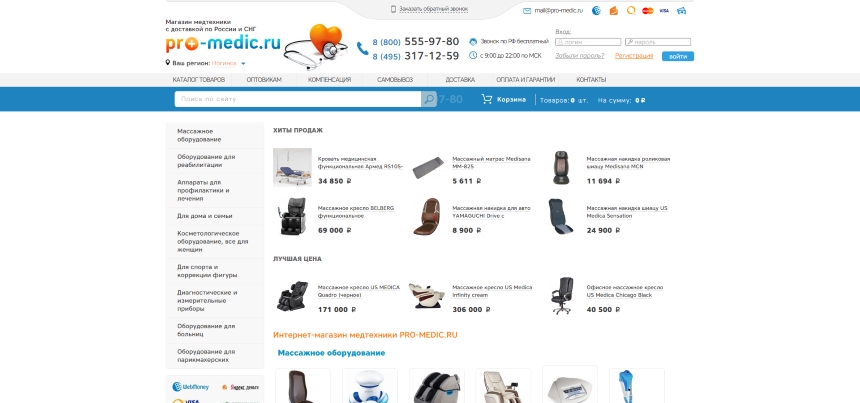 Заказать обратный звонок
mail@pro-medic.ru
VISA
Магазин медтехники
с доставкой по России и СНГ
pro-medic.ru
Ваш регион: Ногинск
8 (800) 555-97-80
8 (495) 317-12-59
Звонок по РФ бесплатный
с 9:00 до 22:00 по МСК
Вход:
логин
пароль
Забыли пароль?
Регистрация
ВОЙТИ
КАТАЛОГ ТОВАРОВ
ОПТОВИКАМ
КОМПЕНСАЦИЯ
САМОВЫВОЗ
ДОСТАВКА
ОПЛАТА И ГАРАНТИИ
КОНТАКТЫ
Поиск по сайту
7-80
Корзина
Товаров: 0 шт.
На сумму: 0 ₽
Массажное
оборудование
Оборудование для
реабилитации
Аппараты для
профилактики и
лечения
Для дома и семьи
Косметологическое
оборудование, все для
женщин
Для спорта и
коррекции фигуры
Диагностические и
измерительные
приборы
Оборудование для
больниц
Оборудование для
парикмахерских
WebMoney
Яндекс деньги
VISA
ХИТЫ ПРОДАЖ
Кровать медицинская
функциональная Армед RS105-
34 850 ₽
Массажный матрас Medisana
MM-825
5 611 ₽
Массажная накидка роликовая
шиацу Medisana MCN
11 694 ₽
Массажное кресло BELBERG
функциональное
69 000 ₽
Массажная накидка для авто
YAMAGUCHI Drive с
8 900 ₽
Массажная накидка шиацу US
Medica Sensation
24 900 ₽
ЛУЧШАЯ ЦЕНА
Массажное кресло US MEDICA
Quadro (черное)
171 000 ₽
Массажное кресло US Medica
Infinity cream
306 000 ₽
Офисное массажное кресло
US Medica Chicago Black
40 500 ₽
Интернет-магазин медтехники PRO-MEDIC.RU
Массажное оборудование